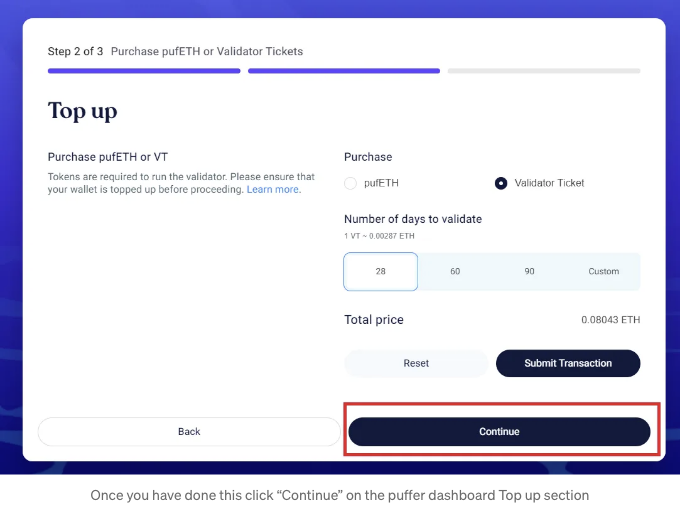 Step 2 of 3 Purchase pufETH or Validator Tickets
Top up
Purchase pufETH or VT
Tokens are required to run the validator. Please ensure that
your wallet is topped up before proceeding. Learn more.
Purchase
pufETH
Validator Ticket
Number of days to validate
1 VT ~ 0.00287 ETH
28 60 90 Custom
Total price 0.08043 ETH
Reset Submit Transaction
Back Continue
Once you have done this click “Continue” on the puffer dashboard Top up section